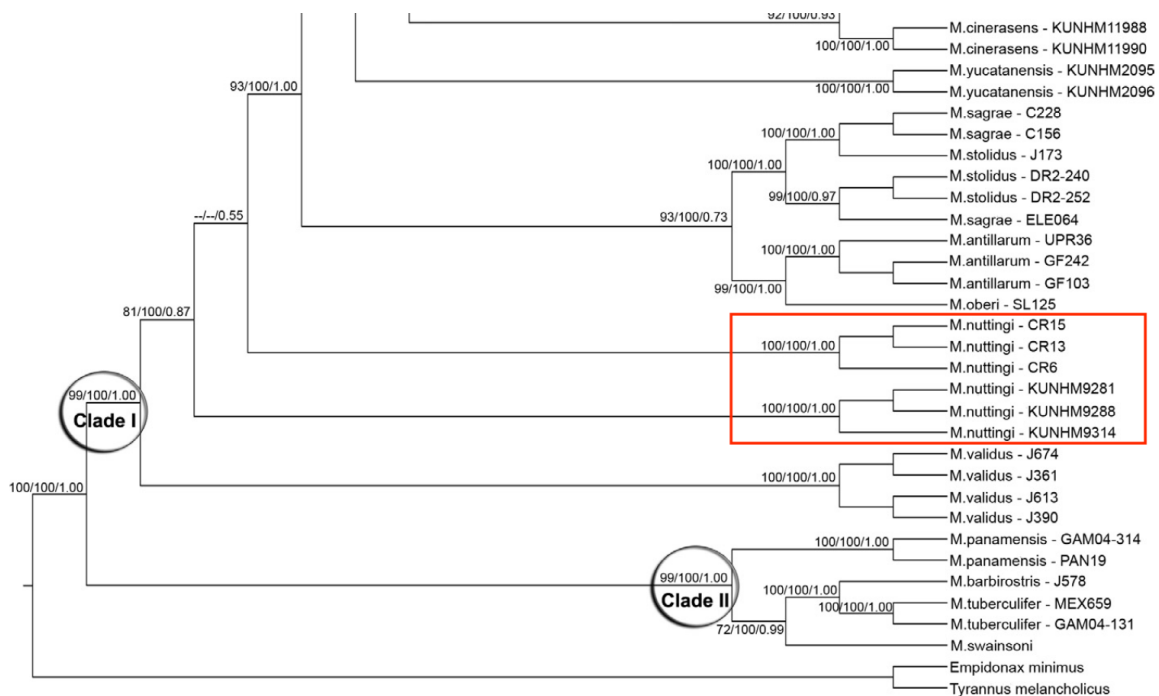 92/100/0.93
M.cinerasens - KUNHM11988
100/100/1.00
M.cinerasens - KUNHM11990
M.yucatanensis - KUNHM2095
93/100/1.00
100/100/1.00
M.yucatanensis - KUNHM2096
M.sagrae - C228
100/100/1.00
M.sagrae - C156
100/100/1.00
M.stolidus - J173
M.stolidus - DR2-240
99/100/0.97
M.stolidus - DR2-252
--/--/0.55
93/100/0.73
M.sagrae - ELE064
M.antillarum - UPR36
100/100/1.00
M.antillarum - GF242
M.antillarum - GF103
99/100/1.00
M.oberi - SL125
81/100/0.87
M.nuttingi - CR15
100/100/1.00
M.nuttingi - CR13
M.nuttingi - CR6
99/100/1.00
M.nuttingi - KUNHM9281
Clade I
100/100/1.00
M.nuttingi - KUNHM9288
M.nuttingi - KUNHM9314
M.validus - J674
M.validus - J361
100/100/1.00
100/100/1.00
M.validus - J613
M.validus - J390
100/100/1.00
M.panamensis - GAM04-314
M.panamensis - PAN19
99/100/1.00
M.barbirostris - J578
Clade II
100/100/1.00
100/100/1.00
M.tuberculifer - MEX659
M.tuberculifer - GAM04-131
72/100/0.99
M.swainsoni
Empidonax minimus
Tyrannus melancholicus